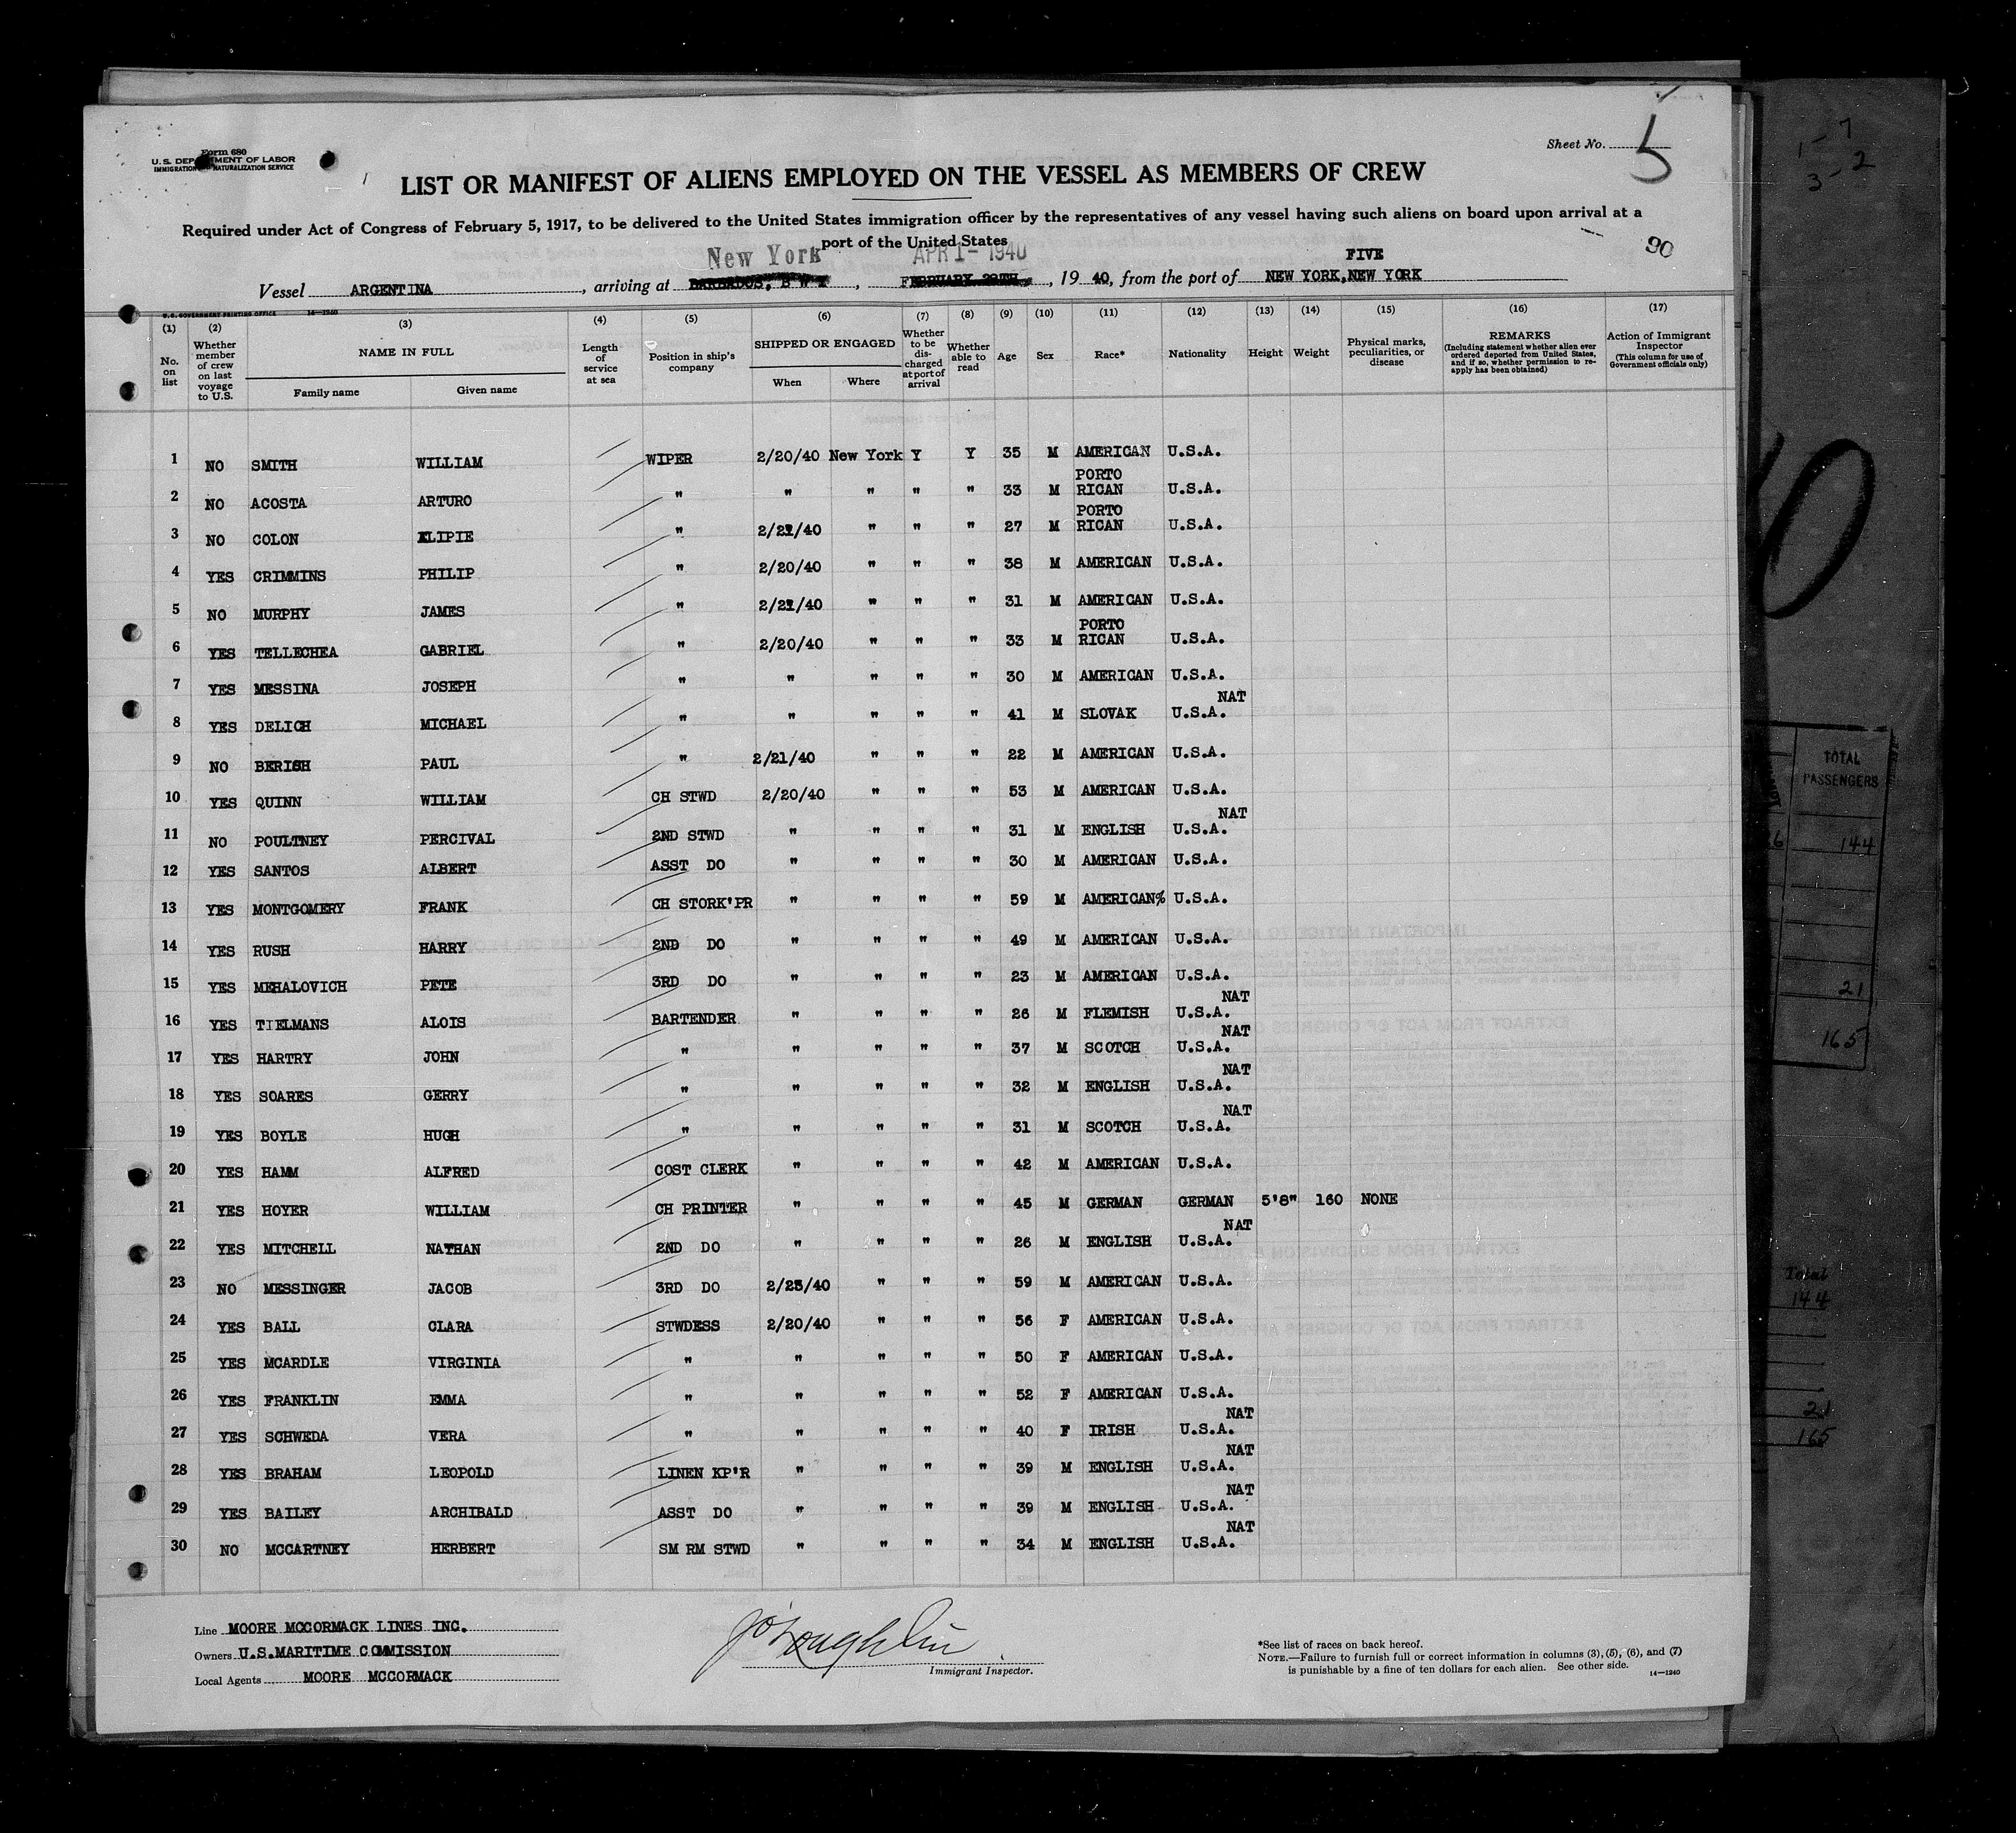 Form 680
U. S. DEPARTMENT OF LABOR
IMMIGRATION NATURALIZATION SERVICE
Sheet No. 5
LIST OR MANIFEST OF ALIENS EMPLOYED ON THE VESSEL AS MEMBERS OF CREW
Required under Act of Congress of February 5, 1917, to be delivered to the United States immigration officer by the representatives of any vessel having such aliens on board upon arrival at a
port of the United States
90
New York APR 1 - 1940 FIVE
Vessel ARGENTINA, arriving at BARBADOS, B W I, FEBRUARY 29TH, 1940, from the port of NEW YORK,NEW YORK
U.S. GOVERNMENT PRINTING OFFICE 14—1240
(1) No. on list
(2) Whether member of crew on last voyage to U.S.
(3) NAME IN FULL Family name Given name
(4) Length of service at sea
(5) Position in ship's company
(6) SHIPPED OR ENGAGED When Where
(7) Whether to be discharged at port of arrival
(8) Whether able to read
(9) Age
(10) Sex
(11) Race*
(12) Nationality
(13) Height
(14) Weight
(15) Physical marks, peculiarities, or disease
(16) REMARKS (Including statement whether alien ever ordered deported from United States, and if so, whether permission to re-apply has been obtained)
(17) Action of Immigrant Inspector (This column for use of Government officials only)
1 NO SMITH WILLIAM WIPER 2/20/40 New York Y Y 35 M AMERICAN U.S.A.
2 NO ACOSTA ARTURO " " " " " 33 M PORTO RICAN U.S.A.
3 NO COLON ELIPIE " 2/21/40 " " " 27 M PORTO RICAN U.S.A.
4 YES CRIMMINS PHILIP " 2/20/40 " " " 38 M AMERICAN U.S.A.
5 NO MURPHY JAMES " 2/21/40 " " " 31 M AMERICAN U.S.A.
6 YES TELLECHEA GABRIEL " 2/20/40 " " " 33 M PORTO RICAN U.S.A.
7 YES MESSINA JOSEPH " " " " " 30 M AMERICAN U.S.A.
8 YES DELICH MICHAEL " " " " " 41 M SLOVAK U.S.A. NAT
9 NO BERISH PAUL " 2/21/40 " " " 22 M AMERICAN U.S.A.
10 YES QUINN WILLIAM CH STWD 2/20/40 " " " 53 M AMERICAN U.S.A.
11 NO POULTNEY PERCIVAL 2ND STWD " " " " 31 M ENGLISH U.S.A. NAT
12 YES SANTOS ALBERT ASST DO " " " " 30 M AMERICAN U.S.A.
13 YES MONTGOMERY FRANK CH STORK'PR " " " " 59 M AMERICAN% U.S.A.
14 YES RUSH HARRY 2ND DO " " " " 49 M AMERICAN U.S.A.
15 YES MEHALOVICH PETE 3RD DO " " " " 23 M AMERICAN U.S.A.
16 YES TIELMANS ALOIS BARTENDER " " " " 26 M FLEMISH U.S.A. NAT
17 YES HARTRY JOHN " " " " " 37 M SCOTCH U.S.A. NAT
18 YES SOARES GERRY " " " " " 32 M ENGLISH U.S.A. NAT
19 YES BOYLE HUGH " " " " " 31 M SCOTCH U.S.A. NAT
20 YES HAMM ALFRED COST CLERK " " " " 42 M AMERICAN U.S.A.
21 YES HOYER WILLIAM CH PRINTER " " " " 45 M GERMAN GERMAN 5'8" 160 NONE
22 YES MITCHELL NATHAN 2ND DO " " " " 26 M ENGLISH U.S.A. NAT
23 NO MESSINGER JACOB 3RD DO 2/23/40 " " " 59 M AMERICAN U.S.A.
24 YES BALL CLARA STWDESS 2/20/40 " " " 56 F AMERICAN U.S.A.
25 YES MCARDLE VIRGINIA " " " " " 50 F AMERICAN U.S.A.
26 YES FRANKLIN EMMA " " " " " 52 F AMERICAN U.S.A.
27 YES SCHWEDA VERA " " " " " 40 F IRISH U.S.A. NAT
28 YES BRAHAM LEOPOLD LINEN KP'R " " " " 39 M ENGLISH U.S.A. NAT
29 YES BAILEY ARCHIBALD ASST DO " " " " 39 M ENGLISH U.S.A. NAT
30 NO MCCARTNEY HERBERT SM RM STWD " " " " 34 M ENGLISH U.S.A. NAT
Line MOORE MCCORMACK LINES INC.
Owners U.S.MARITIME COMMISSION
Local Agents MOORE MCCORMACK
Immigrant Inspector.
*See list of races on back hereof.
NOTE.—Failure to furnish full or correct information in columns (3), (5), (6), and (7)
is punishable by a fine of ten dollars for each alien. See other side. 14—1240
1 - 7
3 - 2
TOTAL PASSENGERS
144
21
165
Total
144
21
165